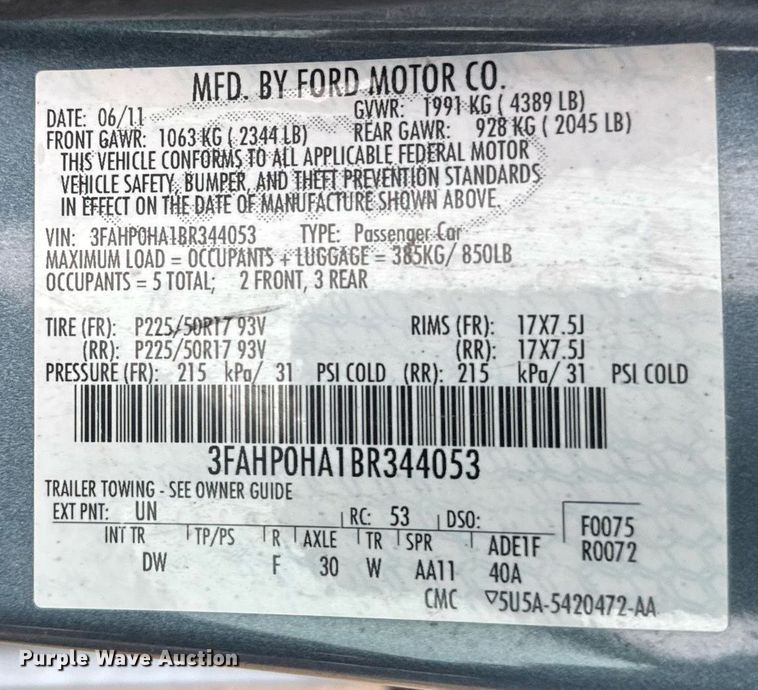 MFD. BY FORD MOTOR CO.
DATE: 06/11 GVWR: 1991 KG ( 4389 LB)
FRONT GAWR: 1063 KG ( 2344 LB) REAR GAWR: 928 KG ( 2045 LB)
THIS VEHICLE CONFORMS TO ALL APPLICABLE FEDERAL MOTOR
VEHICLE SAFETY, BUMPER, AND THEFT PREVENTION STANDARDS
IN EFFECT ON THE DATE OF MANUFACTURE SHOWN ABOVE.
VIN: 3FAHP0HA1BR344053 TYPE: Passenger Car
MAXIMUM LOAD = OCCUPANTS + LUGGAGE = 385KG/ 850LB
OCCUPANTS = 5 TOTAL; 2 FRONT, 3 REAR
TIRE (FR): P225/50R17 93V RIMS (FR): 17X7.5J
(RR): P225/50R17 93V (RR): 17X7.5J
PRESSURE (FR): 215 kPa/ 31 PSI COLD (RR): 215 kPa/ 31 PSI COLD
3FAHP0HA1BR344053
TRAILER TOWING - SEE OWNER GUIDE
EXT PNT: UN RC: 53 DSO: F0075
INT TR TP/PS R AXLE TR SPR ADE1F R0072
DW F 30 W AA11 40A
CMC ▽5U5A-5420472-AA
Purple Wave Auction